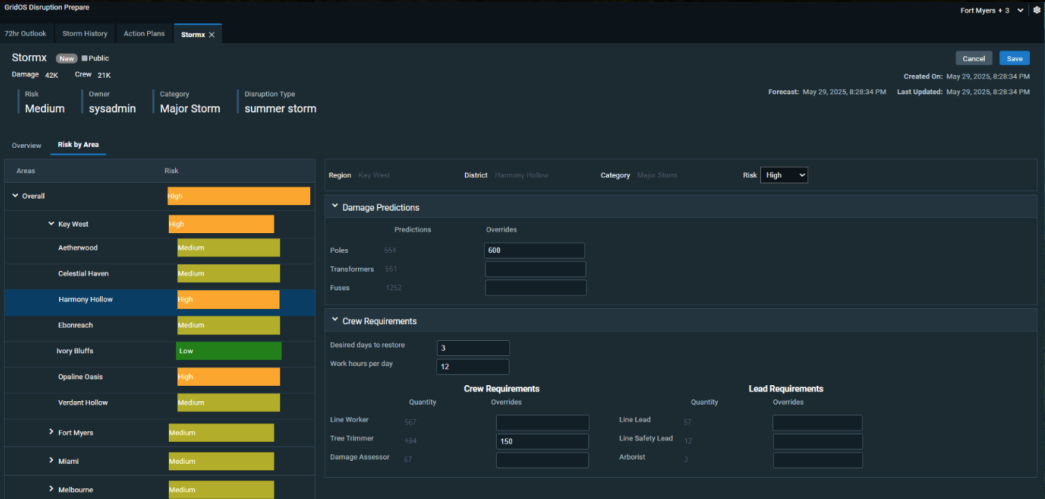 GridOS Disruption Prepare
Fort Myers + 3
72hr Outlook Storm History Action Plans Stormx X
Stormx New Public
Cancel Save
Damage 42K Crew 21K
Created On: May 29, 2025, 8:28:34 PM
Forecast: May 29, 2025, 8:28:34 PM Last Updated: May 29, 2025, 8:28:34 PM
Risk Owner Category Disruption Type
Medium sysadmin Major Storm summer storm
Overview Risk by Area
Areas Risk
Overall High
Key West High
Aetherwood Medium
Celestial Haven Medium
Harmony Hollow High
Ebonreach Medium
Ivory Bluffs Low
Opaline Oasis High
Verdant Hollow Medium
Fort Myers Medium
Miami Medium
Melbourne Medium
Region Key West District Harmony Hollow Category Major Storm Risk High
Damage Predictions
Predictions Overrides
Poles 551 600
Transformers 551
Fuses 1252
Crew Requirements
Desired days to restore 3
Work hours per day 12
Crew Requirements Lead Requirements
Quantity Overrides Quantity Overrides
Line Worker 567 Line Lead 57
Tree Trimmer 150 Line Safety Lead 12
Damage Assessor 67 Arborist 3